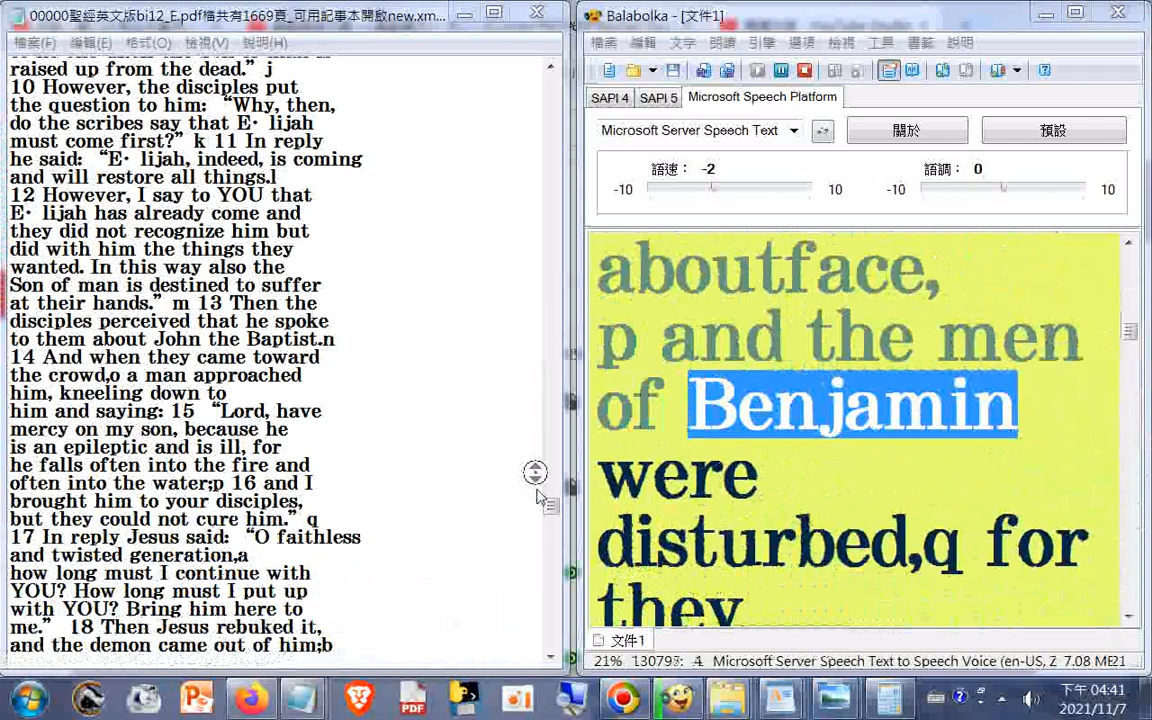 00000聖經英文版bi12_E.pdf檔共有1669頁_可用記事本開啟new.xm...
檔案(F) 編輯(E) 格式(O) 檢視(V) 說明(H)
raised up from the dead.” j
10 However, the disciples put
the question to him: “Why, then,
do the scribes say that E· lijah
must come first?” k 11 In reply
he said: “E· lijah, indeed, is coming
and will restore all things.l
12 However, I say to YOU that
E· lijah has already come and
they did not recognize him but
did with him the things they
wanted. In this way also the
Son of man is destined to suffer
at their hands.” m 13 Then the
disciples perceived that he spoke
to them about John the Baptist.n
14 And when they came toward
the crowd,o a man approached
him, kneeling down to
him and saying: 15 “Lord, have
mercy on my son, because he
is an epileptic and is ill, for
he falls often into the fire and
often into the water;p 16 and I
brought him to your disciples,
but they could not cure him.” q
17 In reply Jesus said: “O faithless
and twisted generation,a
how long must I continue with
YOU? How long must I put up
with YOU? Bring him here to
me.” 18 Then Jesus rebuked it,
and the demon came out of him;b
Balabolka - [文件1]
檔案 編輯 文字 朗讀 引擎 選項 檢視 工具 書籤 說明
SAPI 4 SAPI 5 Microsoft Speech Platform
Microsoft Server Speech Text 關於 預設
語速： -2 語調： 0
-10 10 -10 10
aboutface,
p and the men
of Benjamin
were
disturbed,q for
they
文件1
21% Microsoft Server Speech Text to Speech Voice (en-US, Z 7.08 ME
下午 04:41
2021/11/7